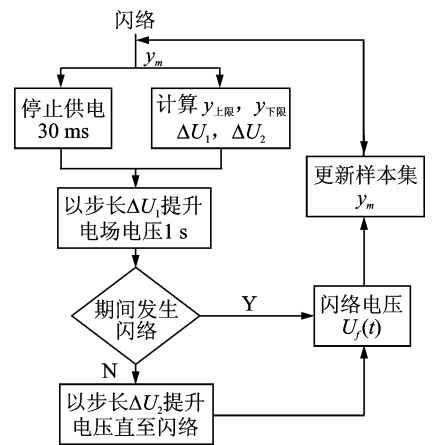 闪络
yₘ
停止供电
30 ms
计算 y上限，y下限
ΔU₁，ΔU₂
更新样本集
yₘ
以步长ΔU₁提升
电场电压1 s
期间发生
闪络
Y
闪络电压
U_f(t)
N
以步长ΔU₂提升
电压直至闪络